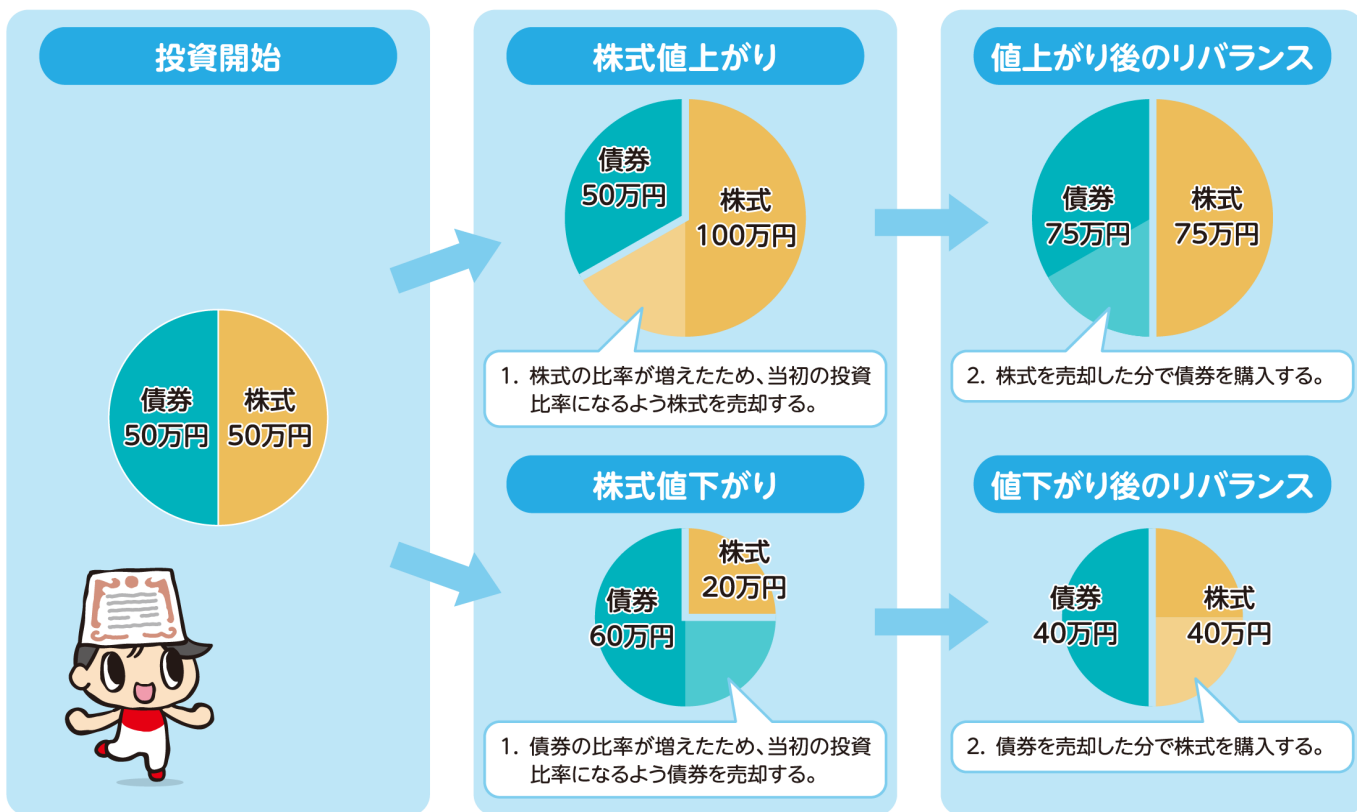 投資開始
債券
50万円
株式
50万円
株式値上がり
債券
50万円
株式
100万円
1. 株式の比率が増えたため、当初の投資
比率になるよう株式を売却する。
値上がり後のリバランス
債券
75万円
株式
75万円
2. 株式を売却した分で債券を購入する。
株式値下がり
株式
20万円
債券
60万円
1. 債券の比率が増えたため、当初の投資
比率になるよう債券を売却する。
値下がり後のリバランス
債券
40万円
株式
40万円
2. 債券を売却した分で株式を購入する。